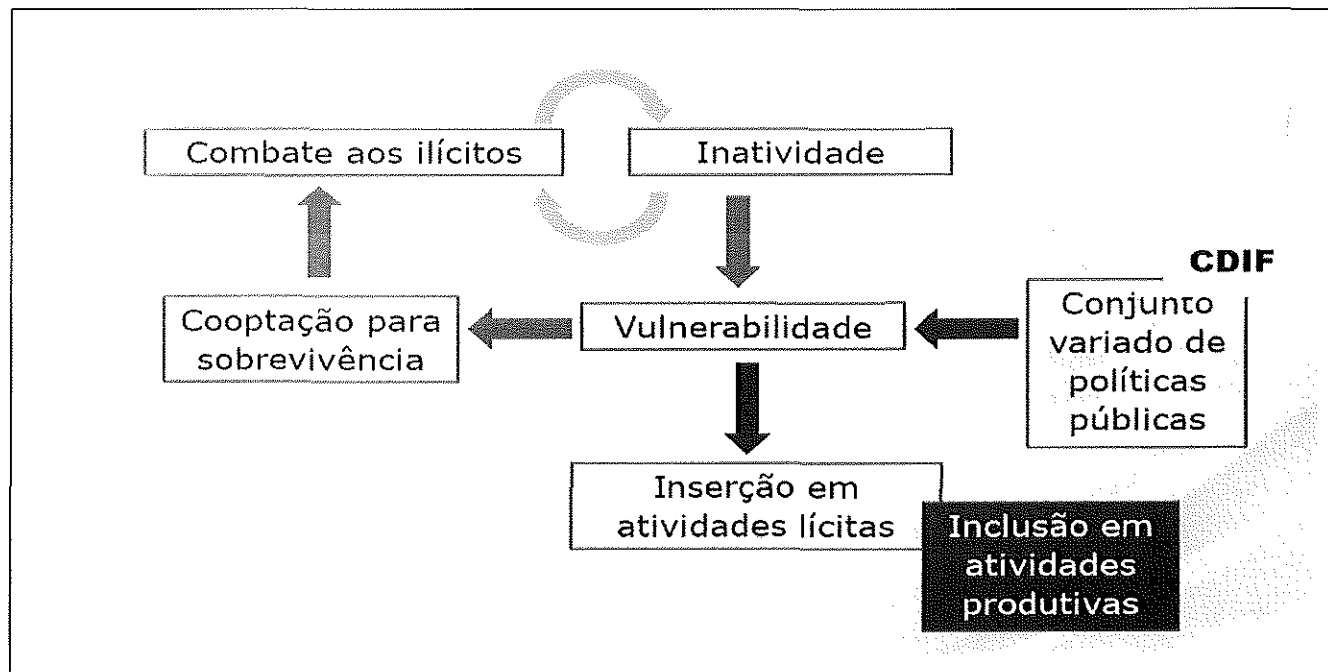 Combate aos ilícitos
Inatividade
Cooptação para
sobrevivência
Vulnerabilidade
CDIF
Conjunto
variado de
políticas
públicas
Inserção em
atividades lícitas
Inclusão em
atividades
produtivas